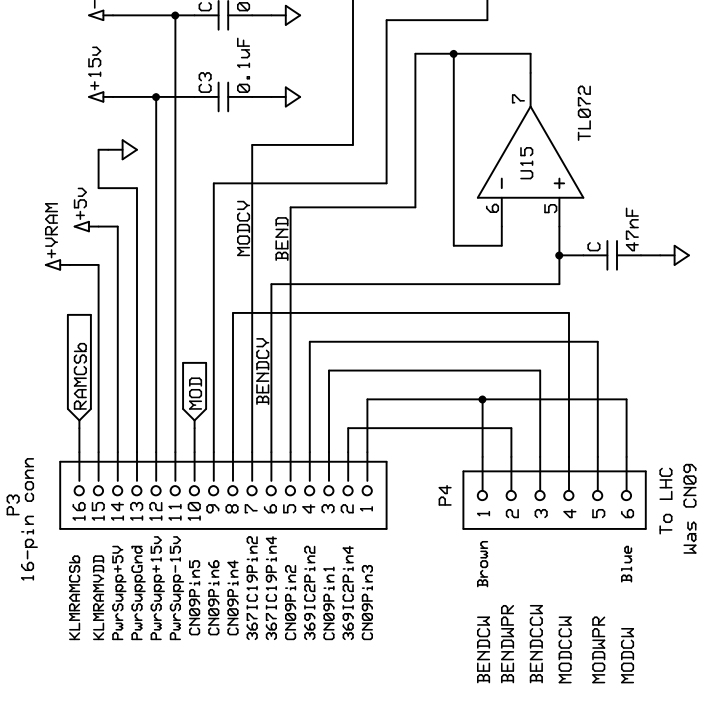 -
C
0
+15v
C3
0.1uF
+5v
+VRAM
MODCV
BEND
BENDCV
RAMCSb
MOD
7
TL072
U15
-
+
6
5
C
47nF
P3
16-pin conn
16
15
14
13
12
11
10
9
8
7
6
5
4
3
2
1
KLMRAMCSb
KLMRAMVDD
PwrSupp+5v
PwrSuppGnd
PwrSupp+15v
PwrSupp-15v
CN09Pin5
CN09Pin6
CN09Pin4
367IC19Pin2
367IC19Pin4
CN09Pin2
369IC2Pin2
CN09Pin1
369IC2Pin4
CN09Pin3
P4
1
2
3
4
5
6
To LHC
Was CN09
Brown
Blue
BENDCW
BENDWPR
BENDCCW
MODCCW
MODWPR
MODCW